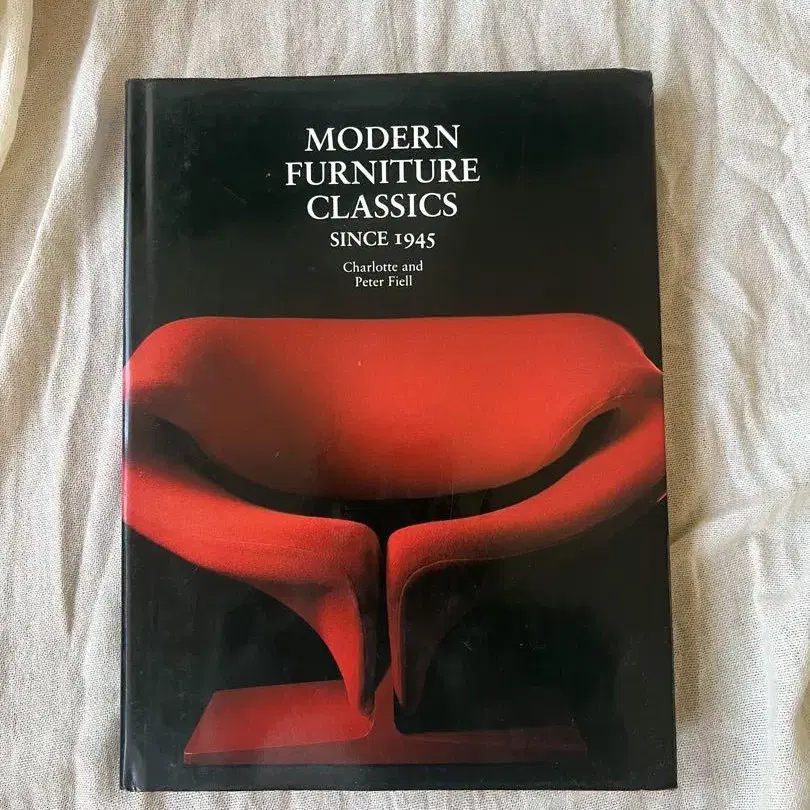 MODERN
FURNITURE
CLASSICS
SINCE 1945
Charlotte and
Peter Fiell